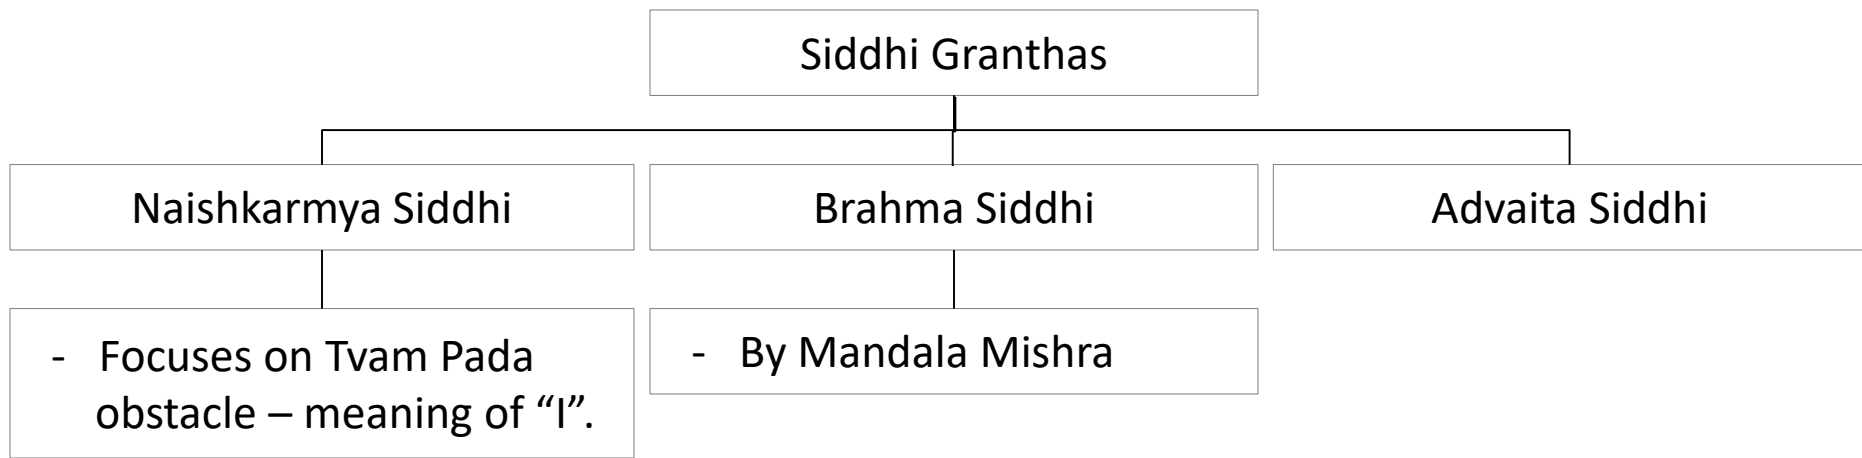 Siddhi Granthas
Naishkarmya Siddhi
Brahma Siddhi
Advaita Siddhi
- Focuses on Tvam Pada
obstacle – meaning of “I”.
- By Mandala Mishra